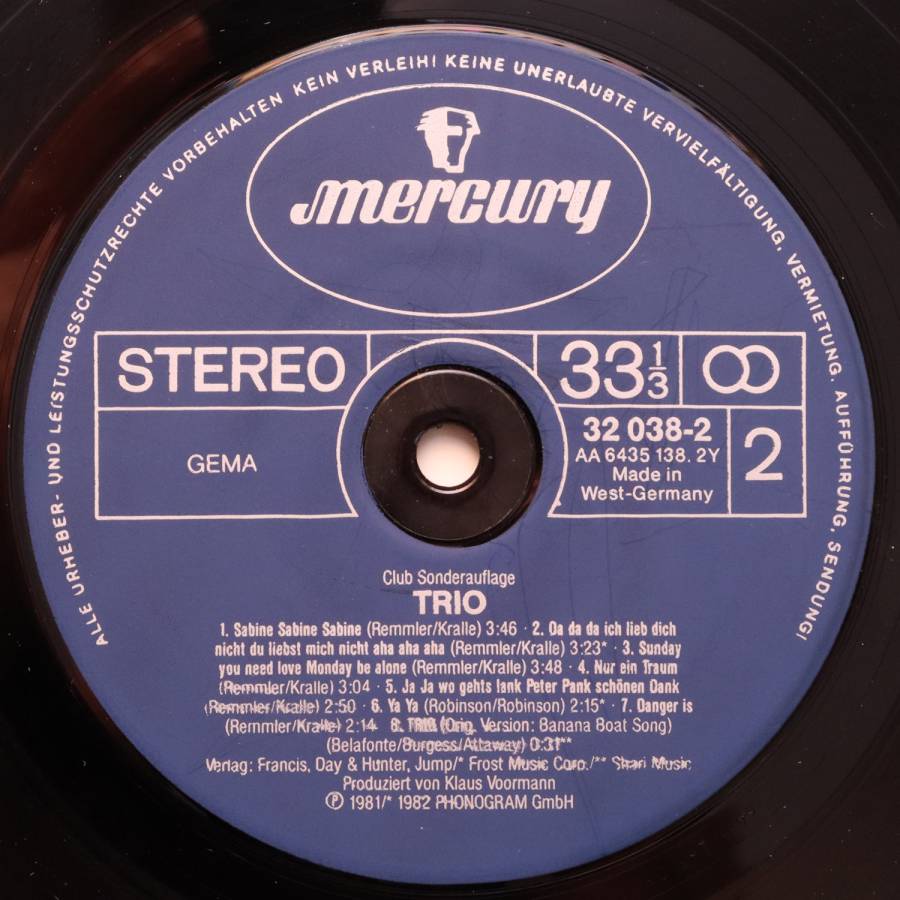 ALLE URHEBER- UND LEISTUNGSSCHUTZRECHTE VORBEHALTEN KEIN VERLEIH! KEINE UNERLAUBTE VERVIELFÄLTIGUNG, VERMIETUNG, AUFFÜHRUNG, SENDUNG!
mercury
STEREO
33 1/3
GEMA
32 038-2
AA 6435 138. 2Y
Made in
West-Germany
2
Club Sonderauflage
TRIO
1. Sabine Sabine Sabine (Remmler/Kralle) 3:46 · 2. Da da da ich lieb dich
nicht du liebst mich nicht aha aha aha (Remmler/Kralle) 3:23* · 3. Sunday
you need love Monday be alone (Remmler/Kralle) 3:48 · 4. Nur ein Traum
(Remmler/Kralle) 3:04 · 5. Ja Ja wo gehts lank Peter Pank schönen Dank
(Remmler/Kralle) 2:50 · 6. Ya Ya (Robinson/Robinson) 2:15* · 7. Danger is
(Remmler/Kralle) 2:14 · 8. TRIO (Orig. Version: Banana Boat Song)
(Belafonte/Burgess/Attaway) 0:31**
Verlag: Francis, Day & Hunter, Jump/* Frost Music Corp./** Shari Music
Produziert von Klaus Voormann
℗ 1981/* 1982 PHONOGRAM GmbH